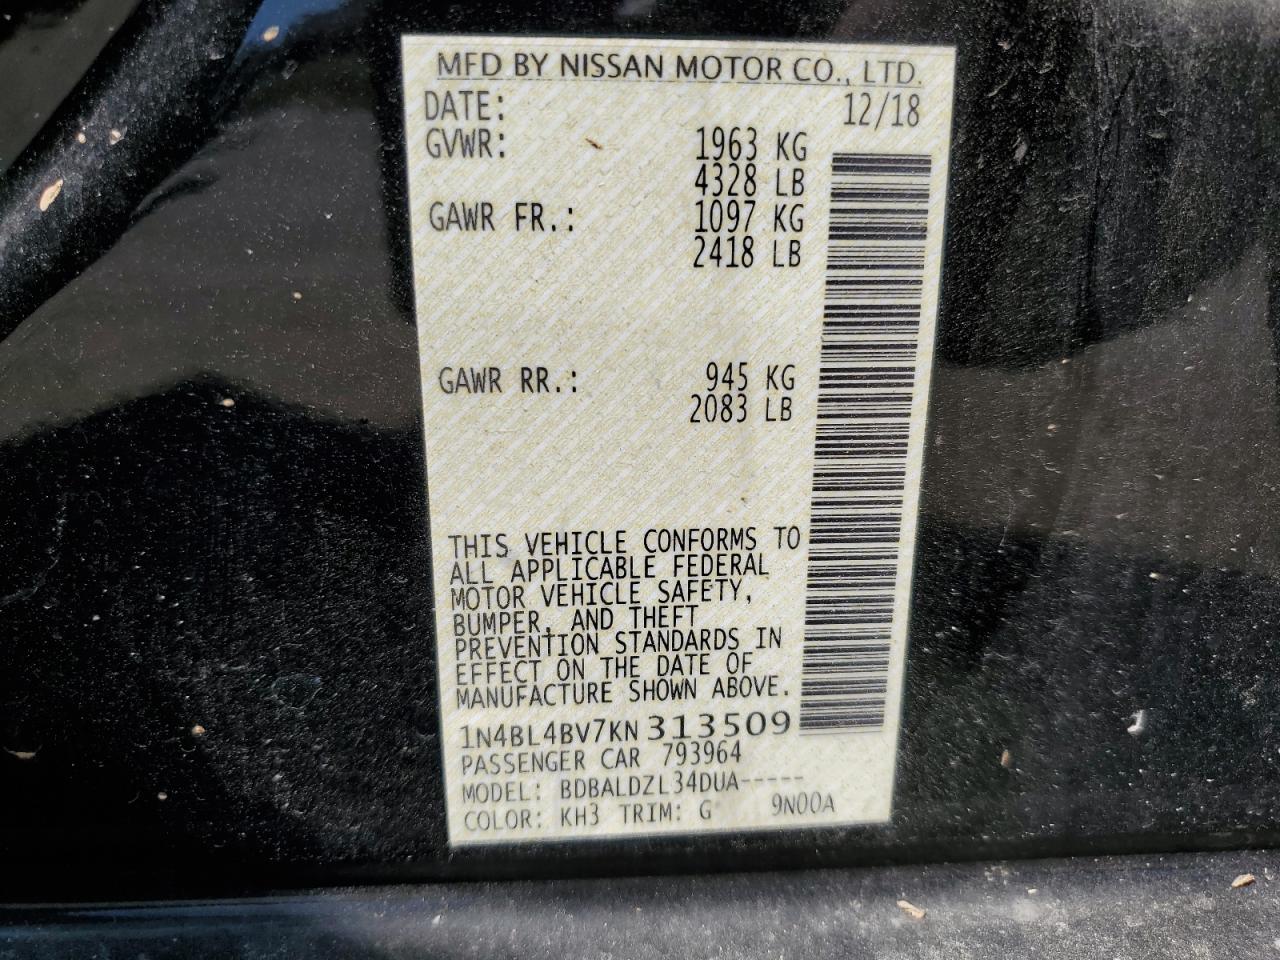 MFD BY NISSAN MOTOR CO., LTD.
DATE: 12/18
GVWR: 1963 KG
4328 LB
GAWR FR.: 1097 KG
2418 LB
GAWR RR.: 945 KG
2083 LB
THIS VEHICLE CONFORMS TO
ALL APPLICABLE FEDERAL
MOTOR VEHICLE SAFETY,
BUMPER, AND THEFT
PREVENTION STANDARDS IN
EFFECT ON THE DATE OF
MANUFACTURE SHOWN ABOVE.
1N4BL4BV7KN313509
PASSENGER CAR 793964
MODEL: BDBALDZL34DUA-----
COLOR: KH3 TRIM: G 9N00A